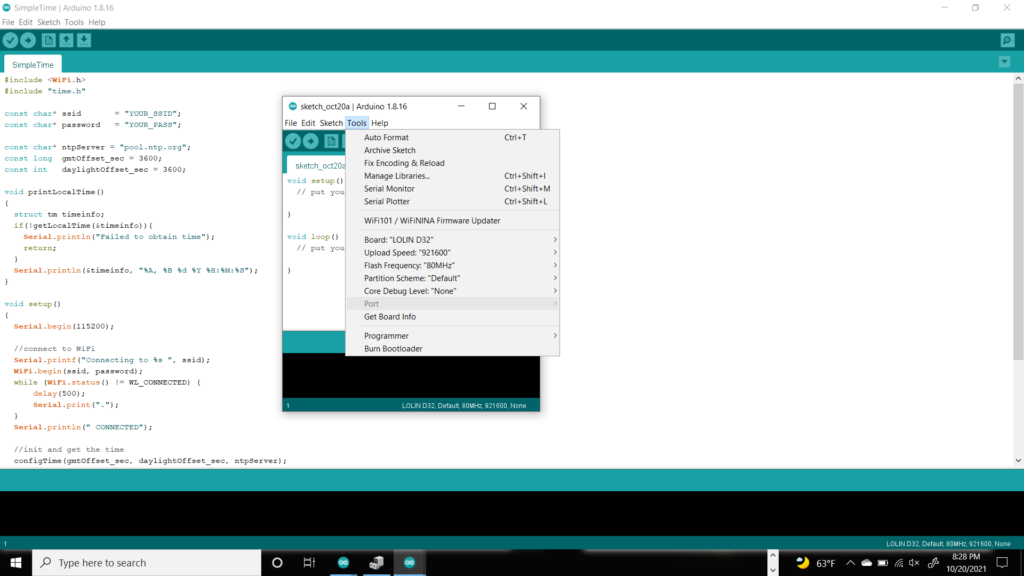 SimpleTime | Arduino 1.8.16
File Edit Sketch Tools Help
SimpleTime
#include <WiFi.h>
#include "time.h"
const char* ssid       = "YOUR_SSID";
const char* password   = "YOUR_PASS";
const char* ntpServer = "pool.ntp.org";
const long  gmtOffset_sec = 3600;
const int   daylightOffset_sec = 3600;
void printLocalTime()
{
  struct tm timeinfo;
  if(!getLocalTime(&timeinfo)){
    Serial.println("Failed to obtain time");
    return;
  }
  Serial.println(&timeinfo, "%A, %B %d %Y %H:%M:%S");
}
void setup()
{
  Serial.begin(115200);
  //connect to WiFi
  Serial.printf("Connecting to %s ", ssid);
  WiFi.begin(ssid, password);
  while (WiFi.status() != WL_CONNECTED) {
      delay(500);
      Serial.print(".");
  }
  Serial.println(" CONNECTED");
  //init and get the time
  configTime(gmtOffset_sec, daylightOffset_sec, ntpServer);
sketch_oct20a | Arduino 1.8.16
File Edit Sketch Tools Help
sketch_oct20a
void setup()
  // put you
}
void loop()
  // put you
}
Auto Format Ctrl+T
Archive Sketch
Fix Encoding & Reload
Manage Libraries... Ctrl+Shift+I
Serial Monitor Ctrl+Shift+M
Serial Plotter Ctrl+Shift+L
WiFi101 / WiFiNINA Firmware Updater
Board: "LOLIN D32"
Upload Speed: "921600"
Flash Frequency: "80MHz"
Partition Scheme: "Default"
Core Debug Level: "None"
Port
Get Board Info
Programmer
Burn Bootloader
1 LOLIN D32, Default, 80MHz, 921600, None
1 LOLIN D32, Default, 80MHz, 921600, None
Type here to search
63°F
8:28 PM
10/20/2021